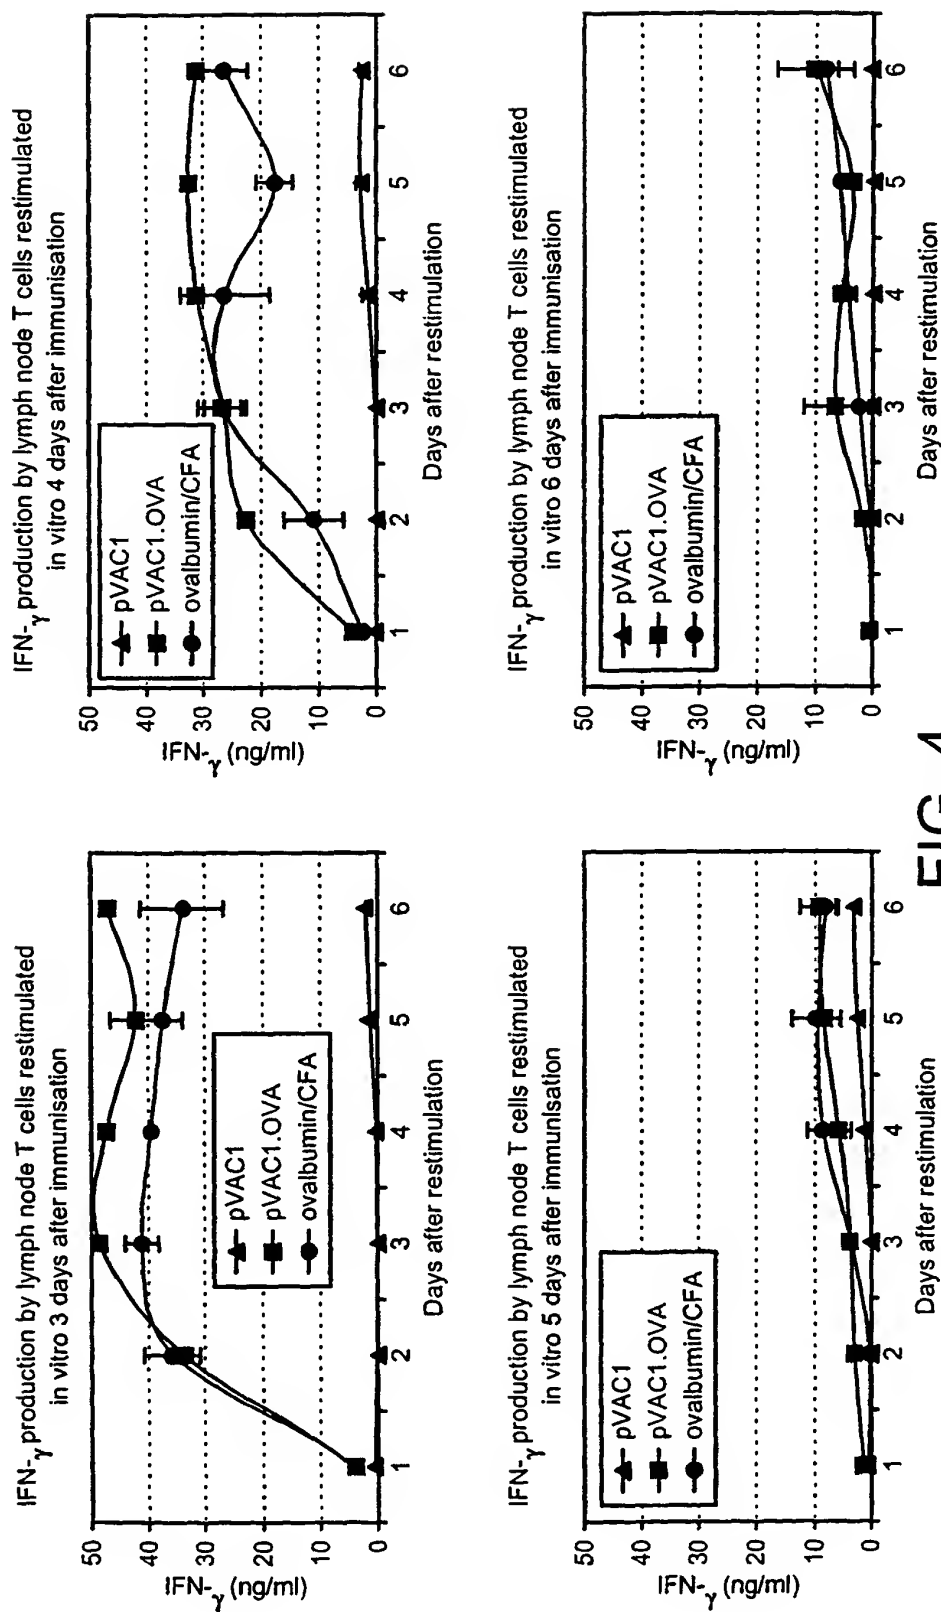 IFN-γ production by lymph node T cells restimulated
in vitro 3 days after immunisation
IFN-γ (ng/ml)
50
40
30
20
10
0
pVAC1
pVAC1.OVA
ovalbumin/CFA
1 2 3 4 5 6
Days after restimulation
IFN-γ production by lymph node T cells restimulated
in vitro 4 days after immunisation
IFN-γ (ng/ml)
50
40
30
20
10
0
pVAC1
pVAC1.OVA
ovalbumin/CFA
1 2 3 4 5 6
Days after restimulation
IFN-γ production by lymph node T cells restimulated
in vitro 5 days after immunisation
IFN-γ (ng/ml)
50
40
30
20
10
0
pVAC1
pVAC1.OVA
ovalbumin/CFA
1 2 3 4 5 6
Days after restimulation
IFN-γ production by lymph node T cells restimulated
in vitro 6 days after immunisation
IFN-γ (ng/ml)
50
40
30
20
10
0
pVAC1
pVAC1.OVA
ovalbumin/CFA
1 2 3 4 5 6
Days after restimulation
FIG. 4